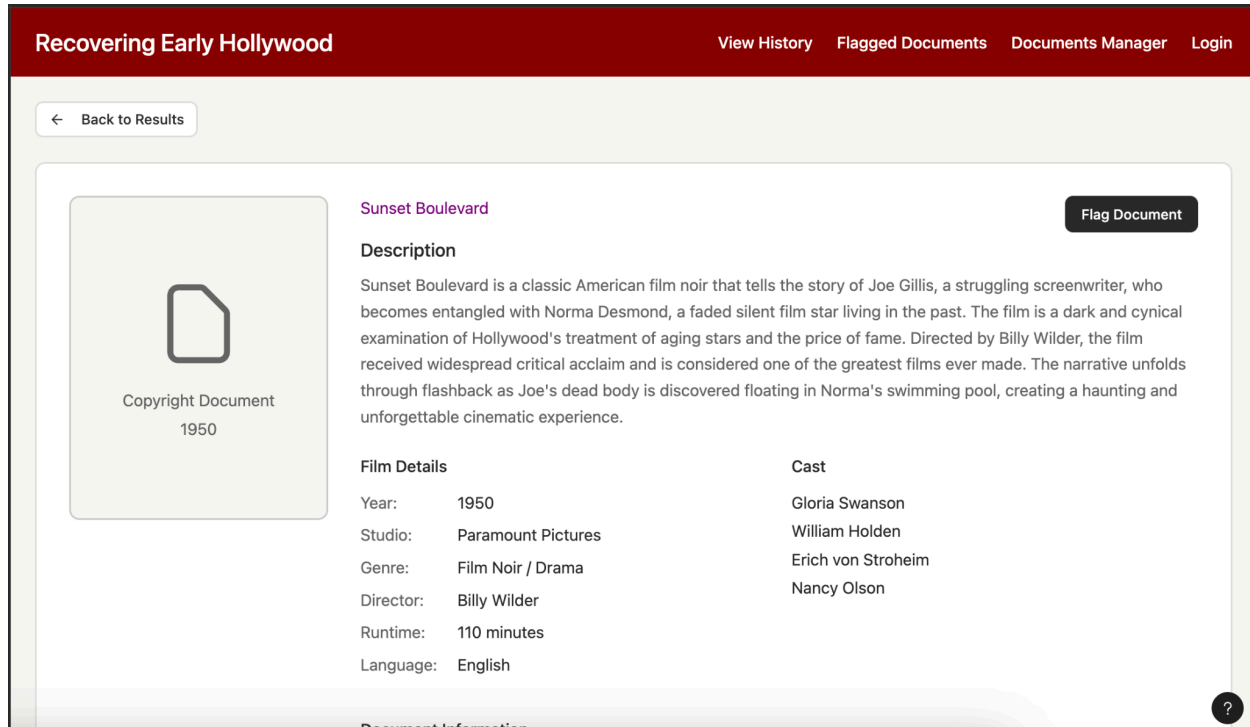 Recovering Early Hollywood
View History Flagged Documents Documents Manager Login
← Back to Results
Copyright Document
1950
Sunset Boulevard
Flag Document
Description
Sunset Boulevard is a classic American film noir that tells the story of Joe Gillis, a struggling screenwriter, who
becomes entangled with Norma Desmond, a faded silent film star living in the past. The film is a dark and cynical
examination of Hollywood's treatment of aging stars and the price of fame. Directed by Billy Wilder, the film
received widespread critical acclaim and is considered one of the greatest films ever made. The narrative unfolds
through flashback as Joe's dead body is discovered floating in Norma's swimming pool, creating a haunting and
unforgettable cinematic experience.
Film Details
Year: 1950
Studio: Paramount Pictures
Genre: Film Noir / Drama
Director: Billy Wilder
Runtime: 110 minutes
Language: English
Cast
Gloria Swanson
William Holden
Erich von Stroheim
Nancy Olson
Document Information
?